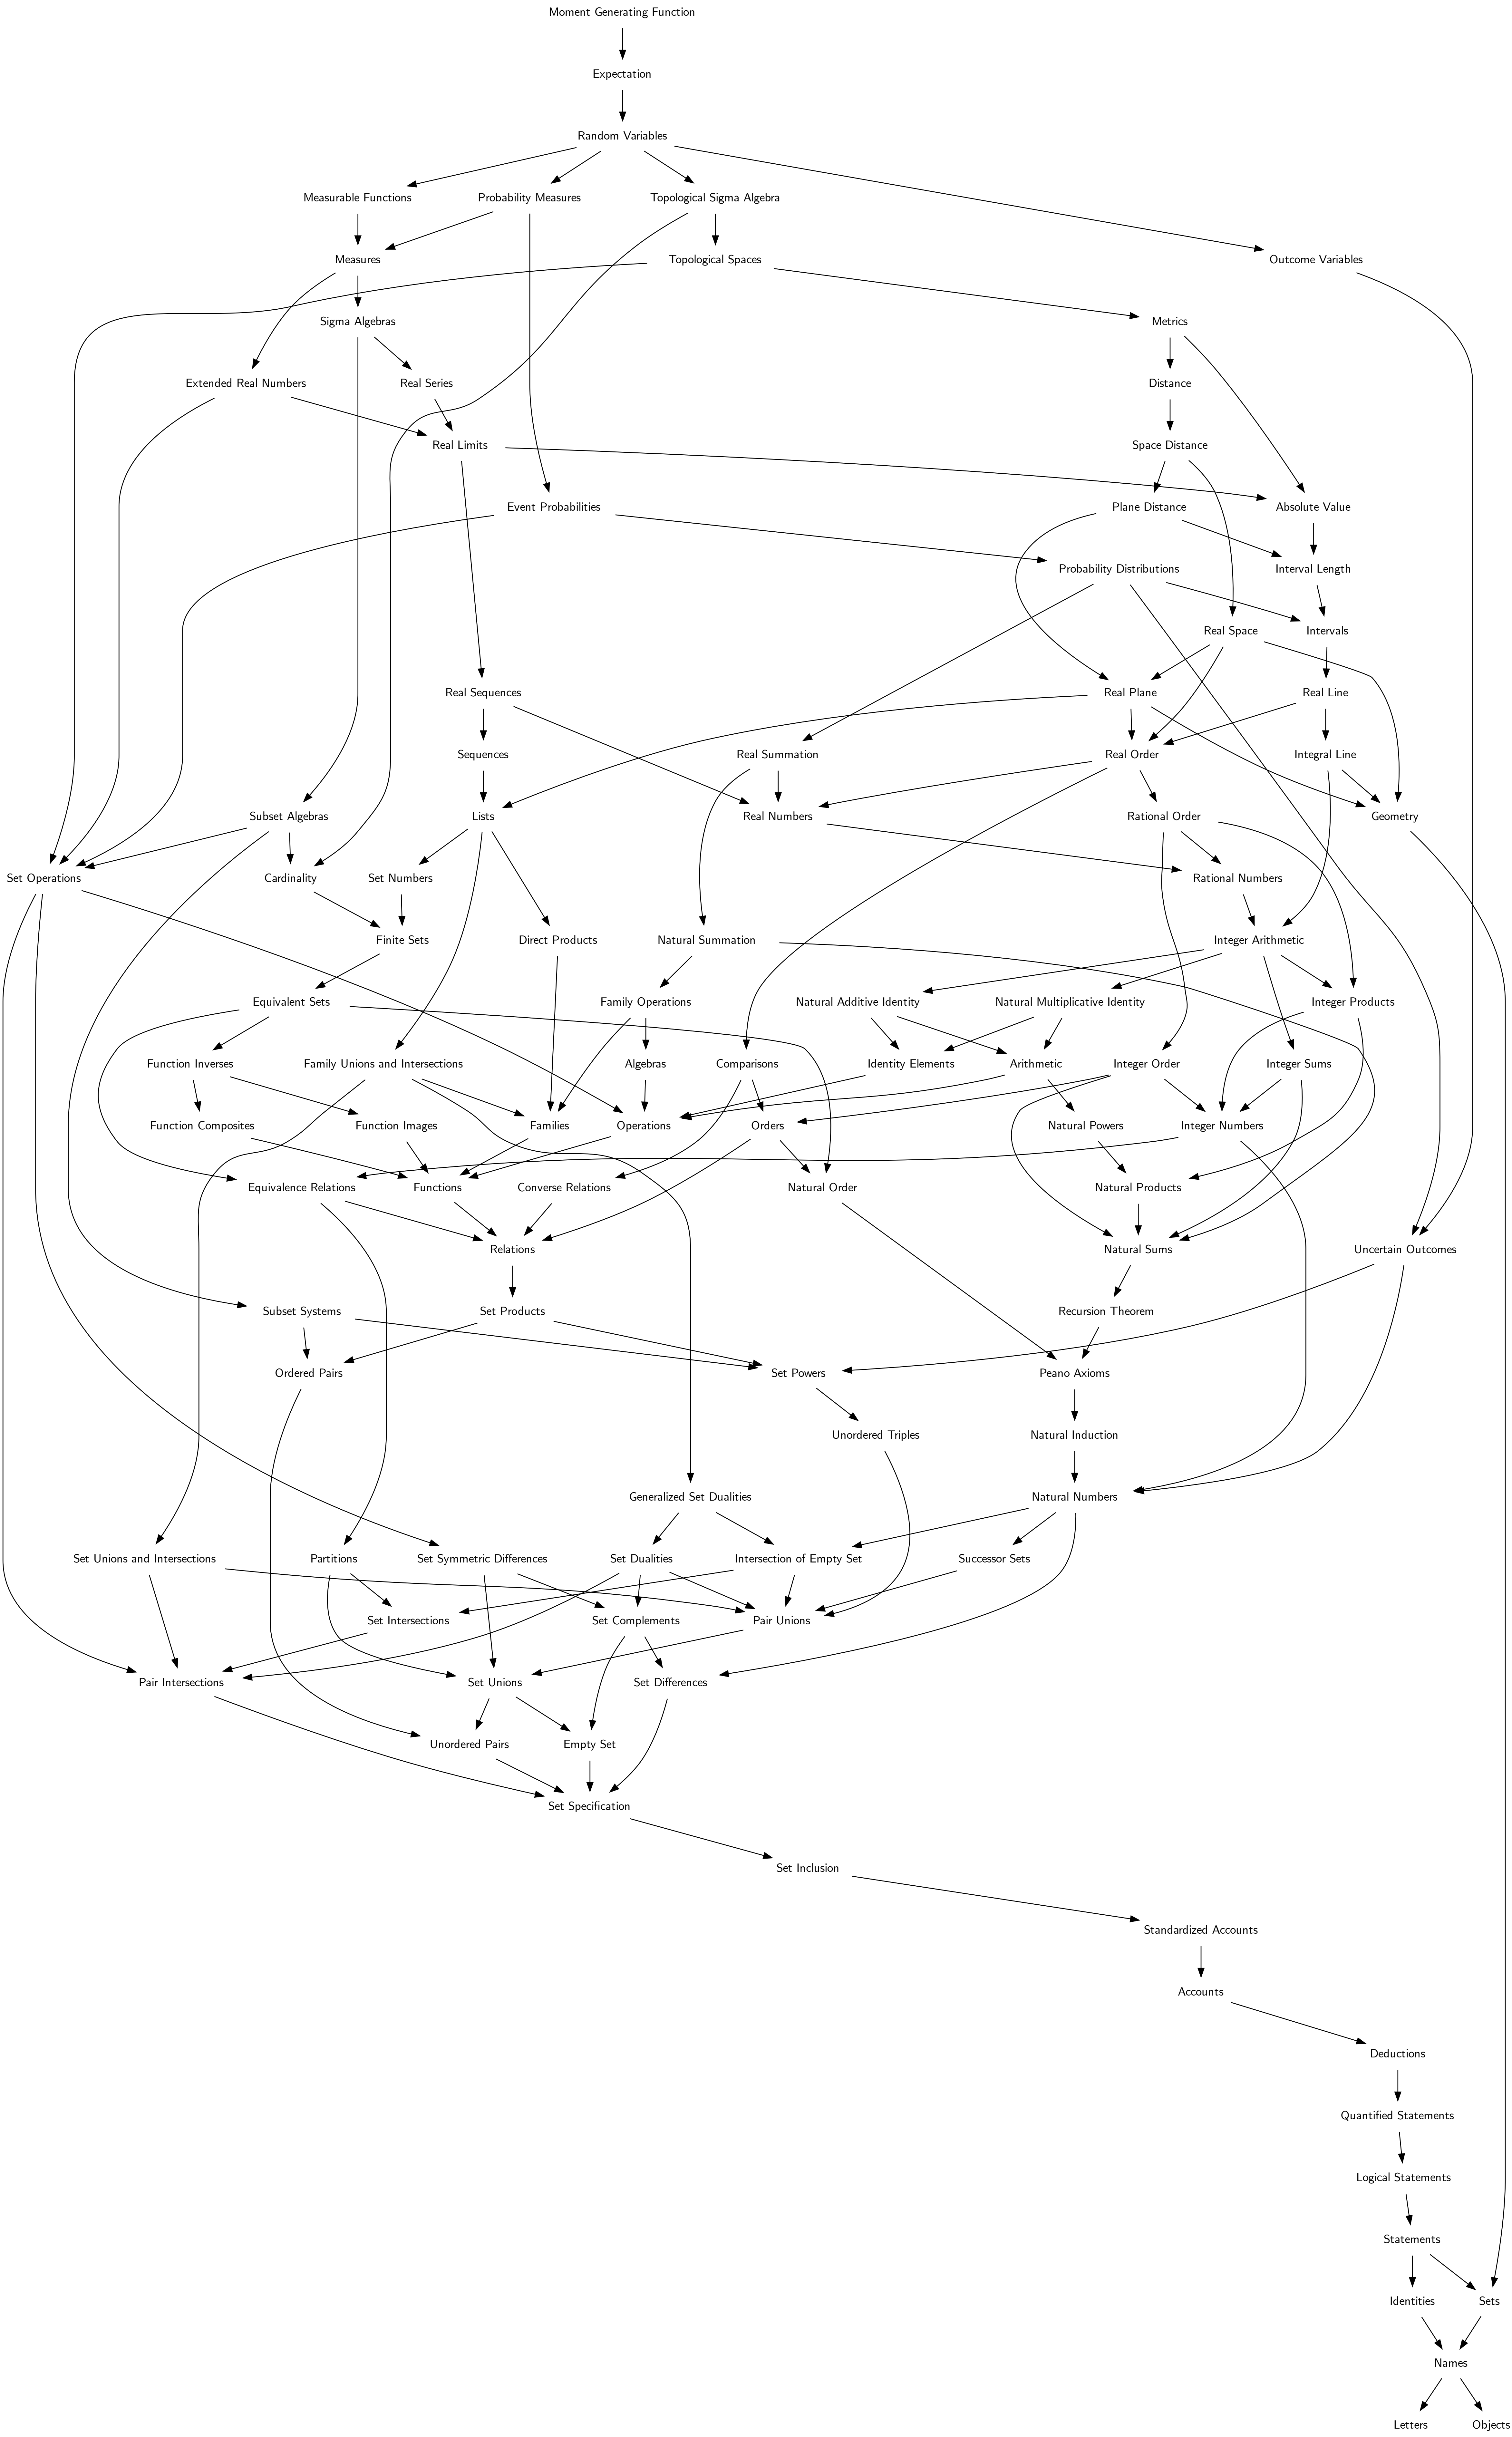 Moment Generating Function
Expectation
Random Variables
Measurable Functions
Probability Measures
Topological Sigma Algebra
Measures
Topological Spaces
Outcome Variables
Sigma Algebras
Metrics
Extended Real Numbers
Real Series
Distance
Real Limits
Space Distance
Event Probabilities
Plane Distance
Absolute Value
Probability Distributions
Interval Length
Real Space
Intervals
Real Sequences
Real Plane
Real Line
Sequences
Real Summation
Real Order
Integral Line
Subset Algebras
Lists
Real Numbers
Rational Order
Geometry
Set Operations
Cardinality
Set Numbers
Rational Numbers
Finite Sets
Direct Products
Natural Summation
Integer Arithmetic
Equivalent Sets
Family Operations
Natural Additive Identity
Natural Multiplicative Identity
Integer Products
Function Inverses
Family Unions and Intersections
Algebras
Comparisons
Identity Elements
Arithmetic
Integer Order
Integer Sums
Function Composites
Function Images
Families
Operations
Orders
Natural Powers
Integer Numbers
Equivalence Relations
Functions
Converse Relations
Natural Order
Natural Products
Relations
Natural Sums
Uncertain Outcomes
Subset Systems
Set Products
Recursion Theorem
Ordered Pairs
Set Powers
Peano Axioms
Unordered Triples
Natural Induction
Generalized Set Dualities
Natural Numbers
Set Unions and Intersections
Partitions
Set Symmetric Differences
Set Dualities
Intersection of Empty Set
Successor Sets
Set Intersections
Set Complements
Pair Unions
Pair Intersections
Set Unions
Set Differences
Unordered Pairs
Empty Set
Set Specification
Set Inclusion
Standardized Accounts
Accounts
Deductions
Quantified Statements
Logical Statements
Statements
Identities
Sets
Names
Letters
Objects